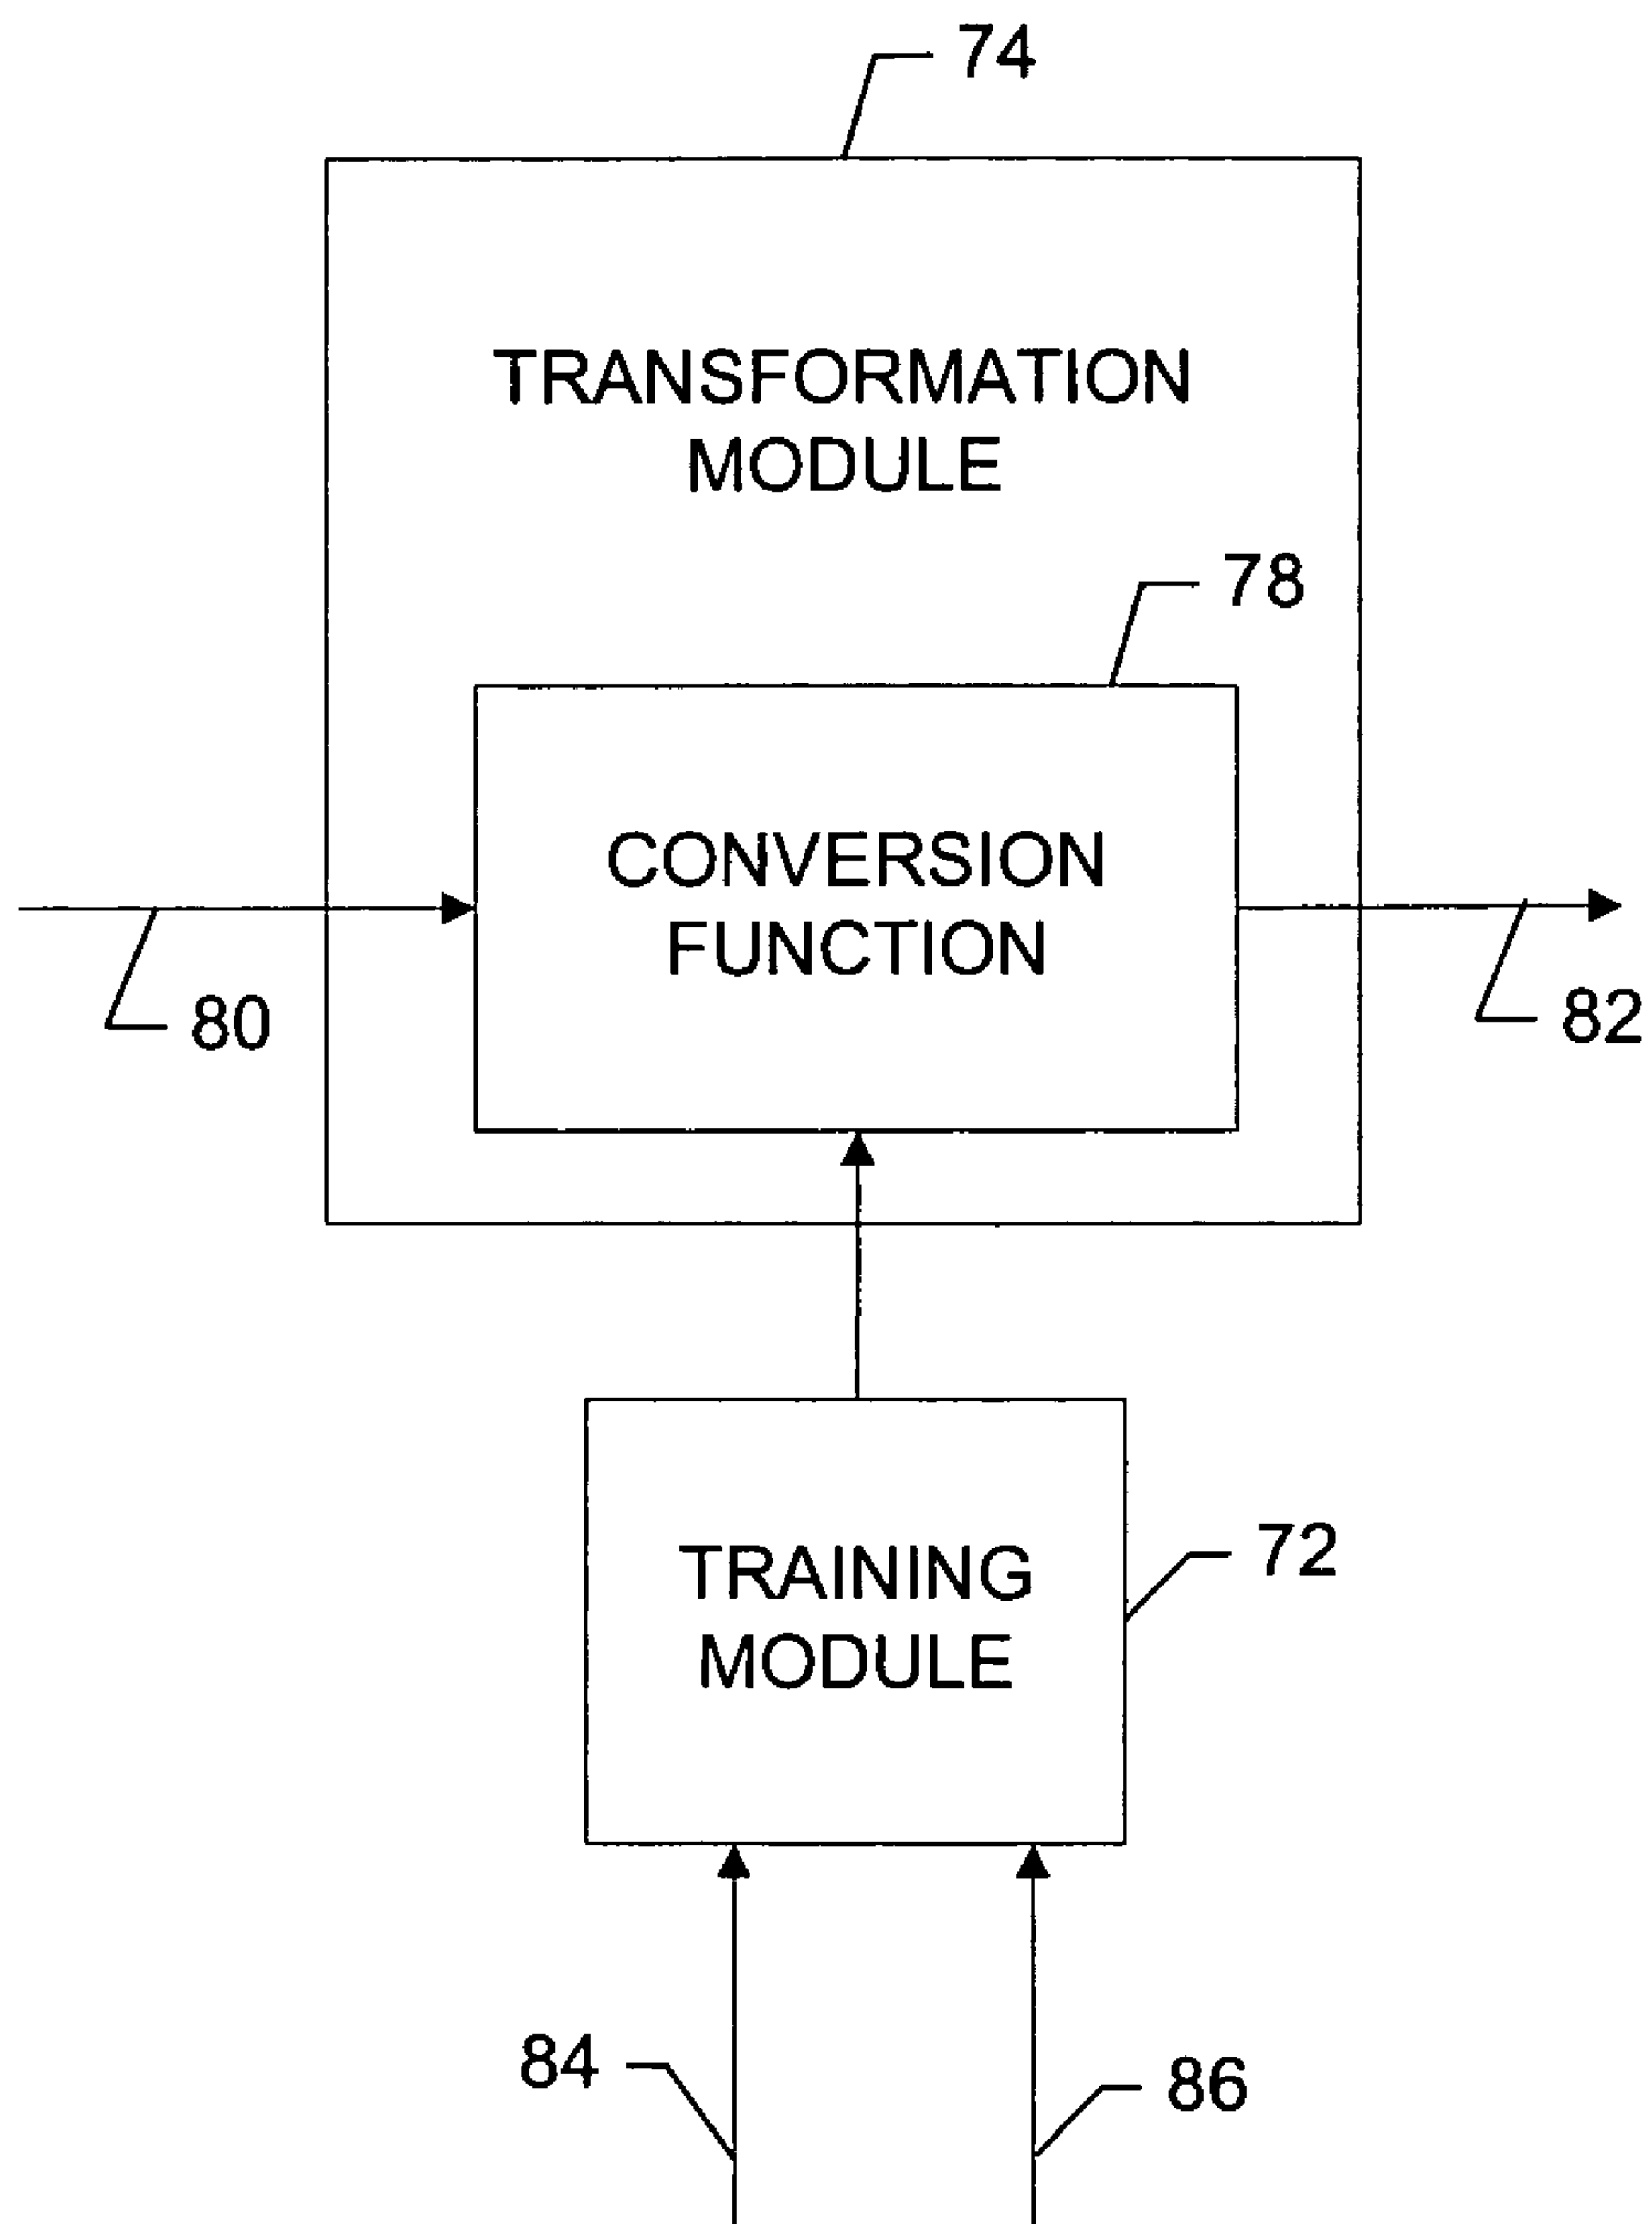 74
TRANSFORMATION
MODULE
78
CONVERSION
FUNCTION
80
82
TRAINING
MODULE
72
84
86